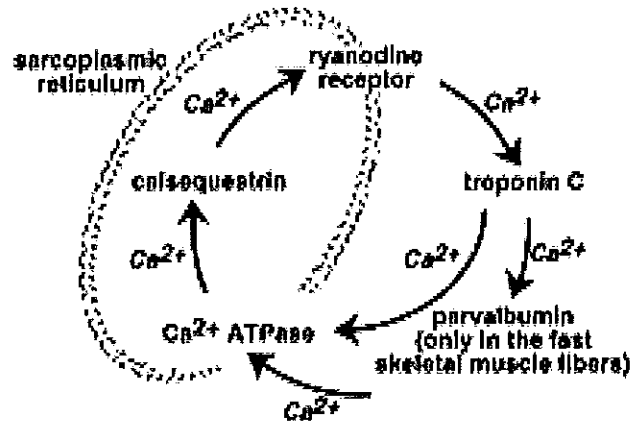 sarcoplasmic
reticulum
ryanodine
receptor
Ca2+
Ca2+
calsequestrin
troponin C
Ca2+
Ca2+
Ca2+
Ca2+ ATPase
parvalbumin
(only in the fast
skeletal muscle fibers)
Ca2+